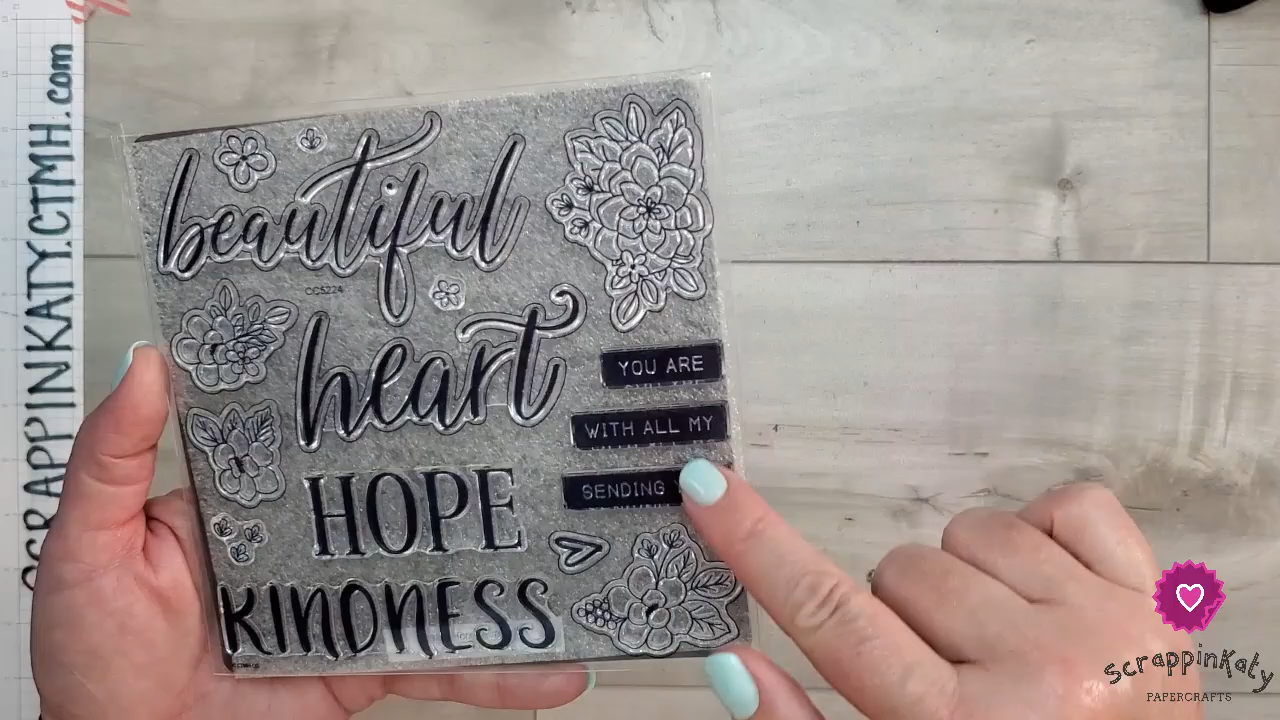 SCRAPPINKATY.CTMH.com
beautiful
CC5224
heart
YOU ARE
WITH ALL MY
SENDING
HOPE
KINDNESS
ScrappinKaty
PAPERCRAFTS